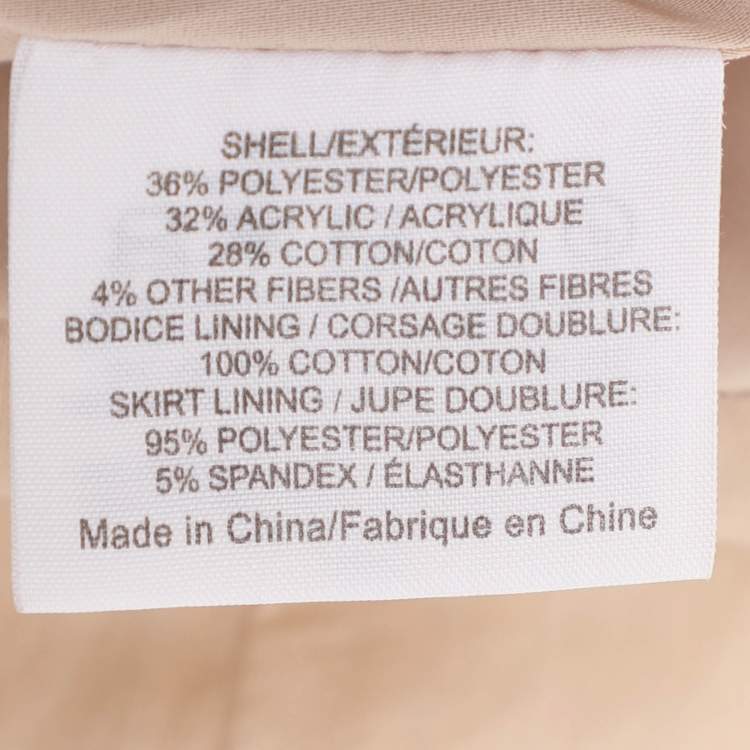 SHELL/EXTÉRIEUR:
36% POLYESTER/POLYESTER
32% ACRYLIC / ACRYLIQUE
28% COTTON/COTON
4% OTHER FIBERS /AUTRES FIBRES
BODICE LINING / CORSAGE DOUBLURE:
100% COTTON/COTON
SKIRT LINING / JUPE DOUBLURE:
95% POLYESTER/POLYESTER
5% SPANDEX / ÉLASTHANNE
Made in China/Fabrique en Chine